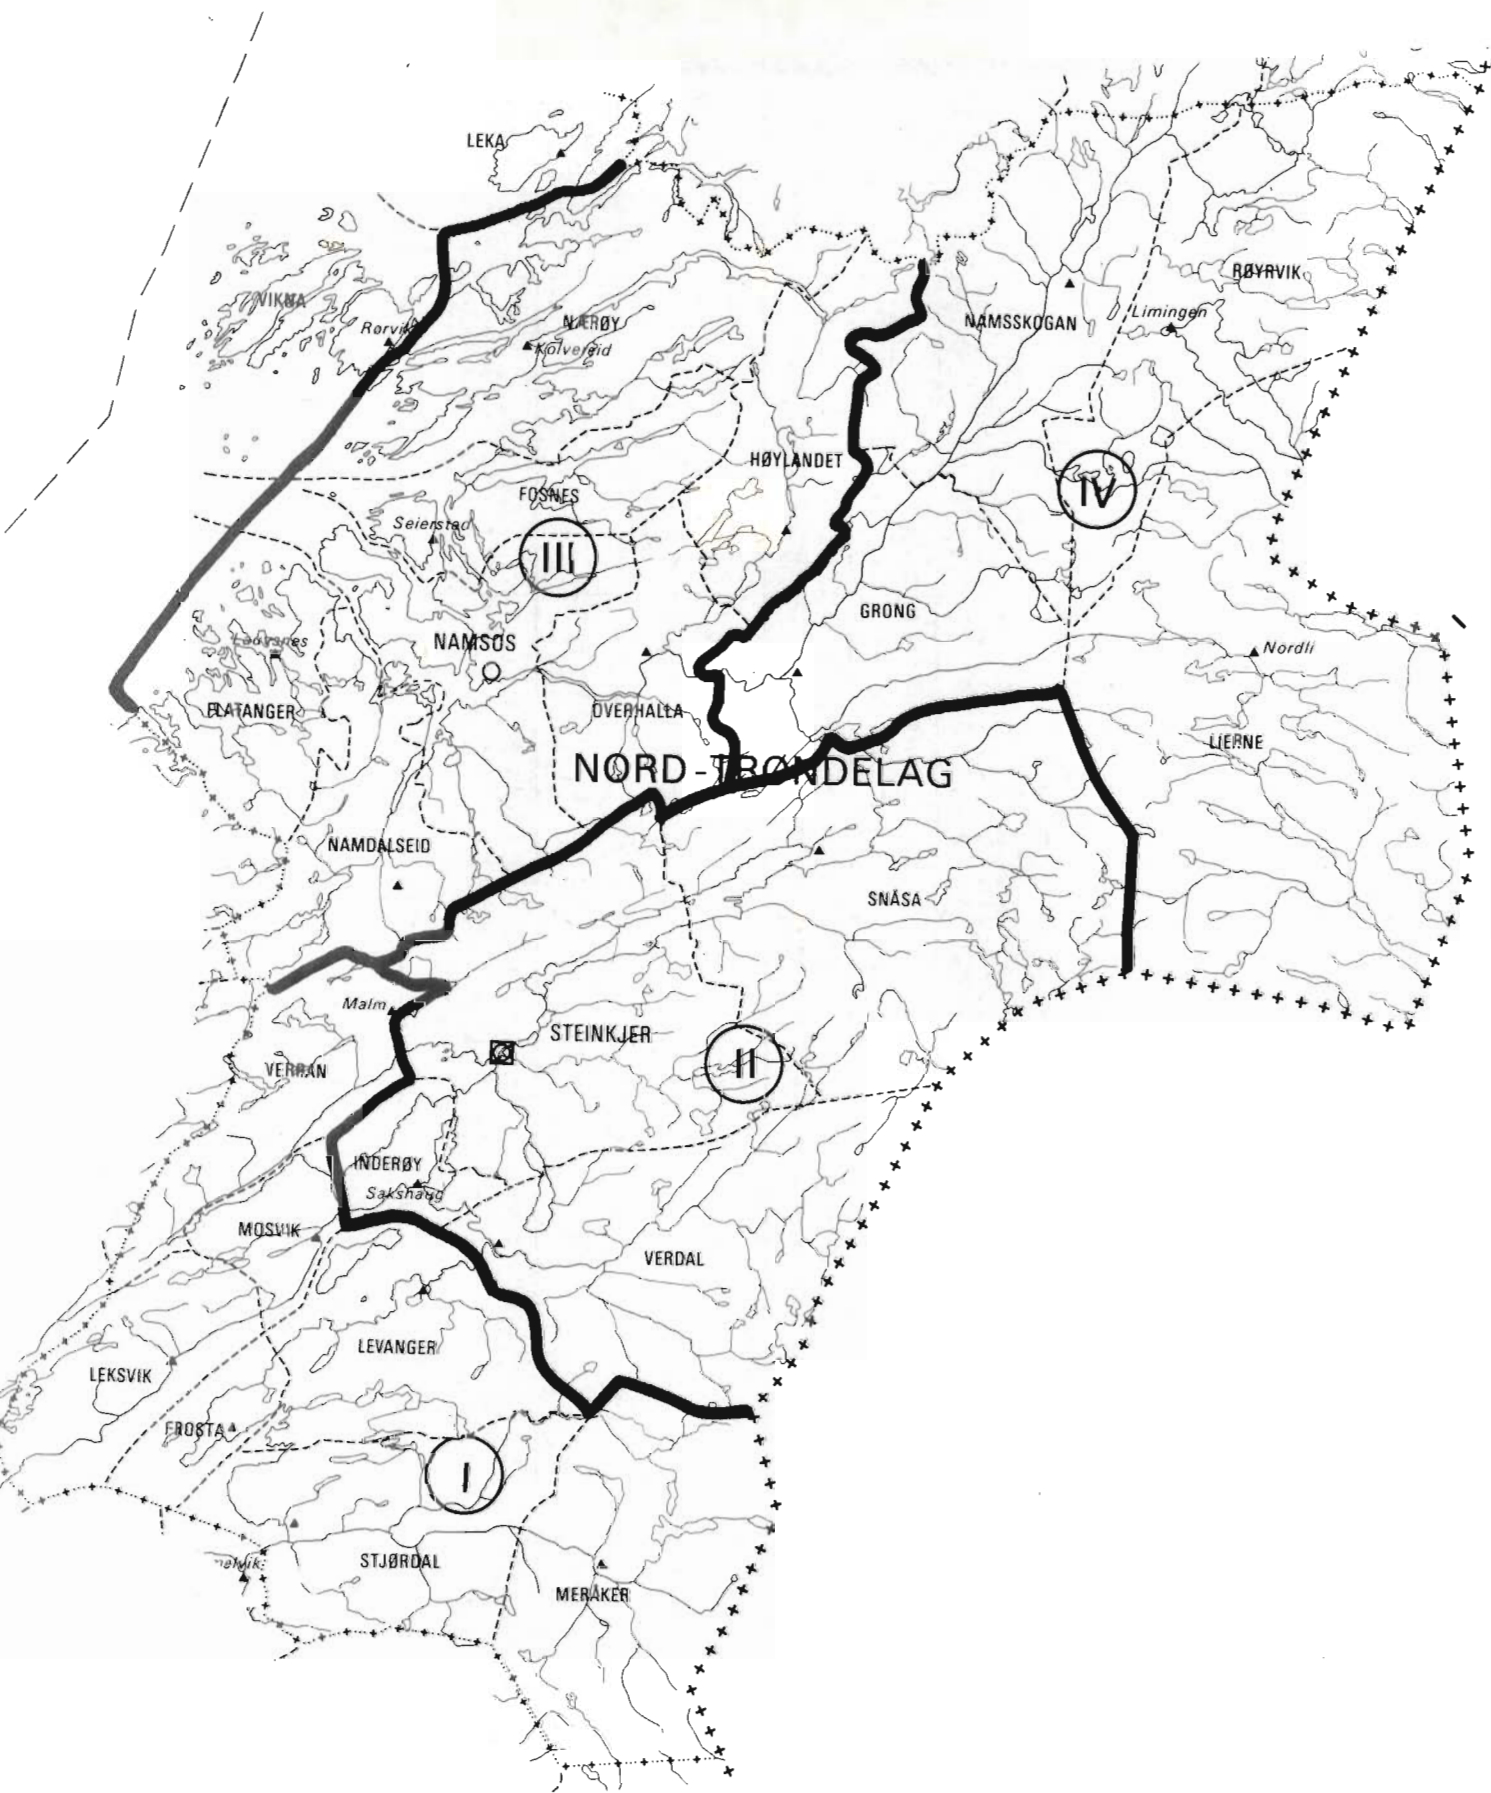 LEKA
VIKNA
Rørvik
NÆRØY
Kolvereid
NAMSSKOGAN
RØYRVIK
Limingen
HØYLANDET
IV
FOSNES
Seierstad
III
GRONG
NAMSOS
Nordli
FLATANGER
OVERHALLA
LIERNE
NORD-TRØNDELAG
NAMDALSEID
SNÅSA
Malm
STEINKJER
II
VERRAN
INDERØY
Sakshaug
MOSVIK
VERDAL
LEVANGER
LEKSVIK
FROSTA
I
STJØRDAL
MERÅKER